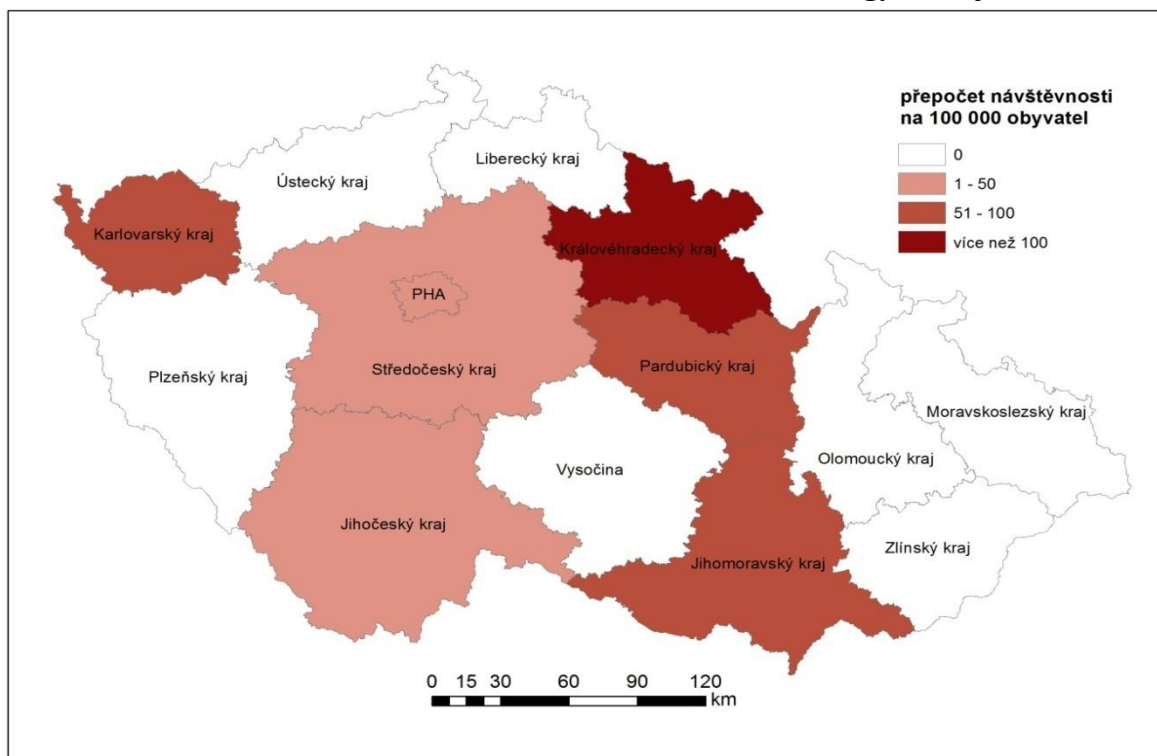 přepočet návštěvnosti
na 100 000 obyvatel
0
1 - 50
51 - 100
více než 100
Liberecký kraj
Ústecký kraj
Karlovarský kraj
Královéhradecký kraj
PHA
Plzeňský kraj
Středočeský kraj
Pardubický kraj
Moravskoslezský kraj
Olomoucký kraj
Vysočina
Jihočeský kraj
Zlínský kraj
Jihomoravský kraj
0 15 30 60 90 120
km